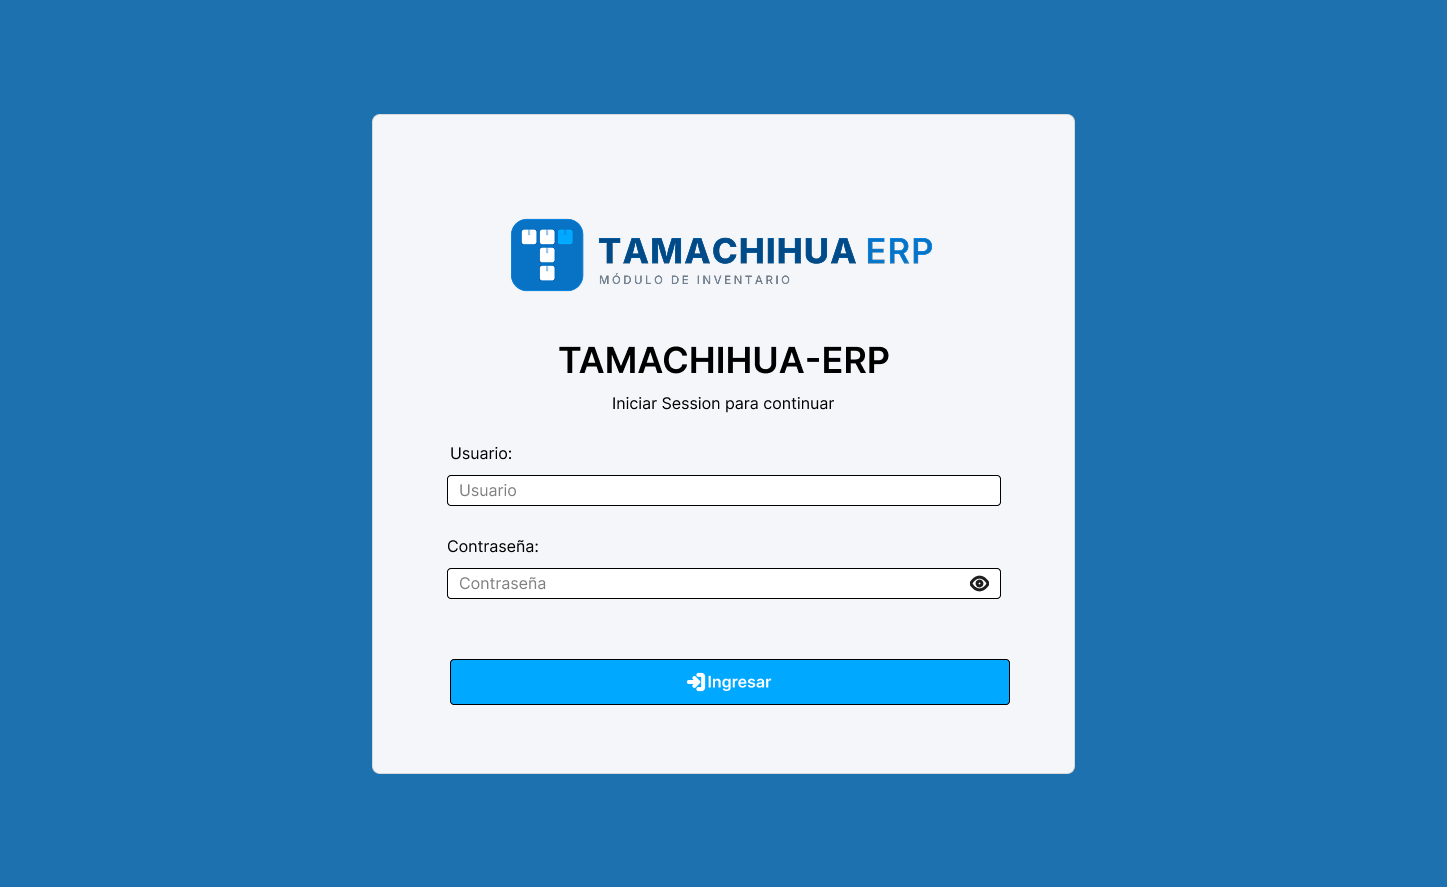 TAMACHIHUA ERP
MÓDULO DE INVENTARIO
TAMACHIHUA-ERP
Iniciar Session para continuar
Usuario:
Usuario
Contraseña:
Contraseña
Ingresar